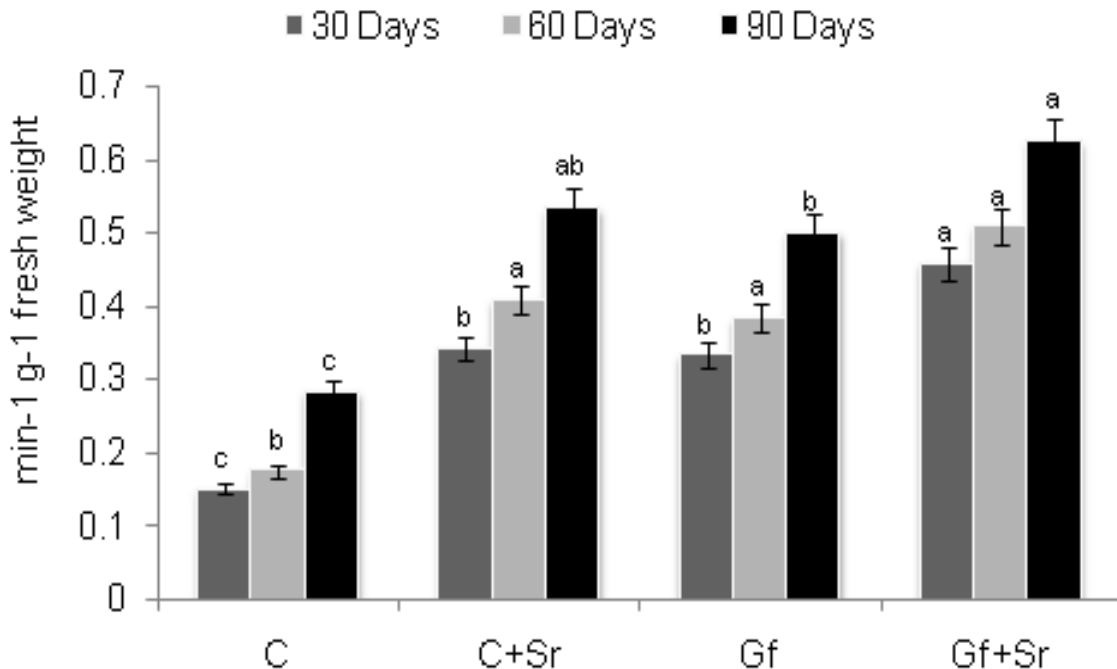 30 Days 60 Days 90 Days
min-1 g-1 fresh weight
0.7
0.6
0.5
0.4
0.3
0.2
0.1
0
c b c
b a ab
b a b
a a a
C C+Sr Gf Gf+Sr